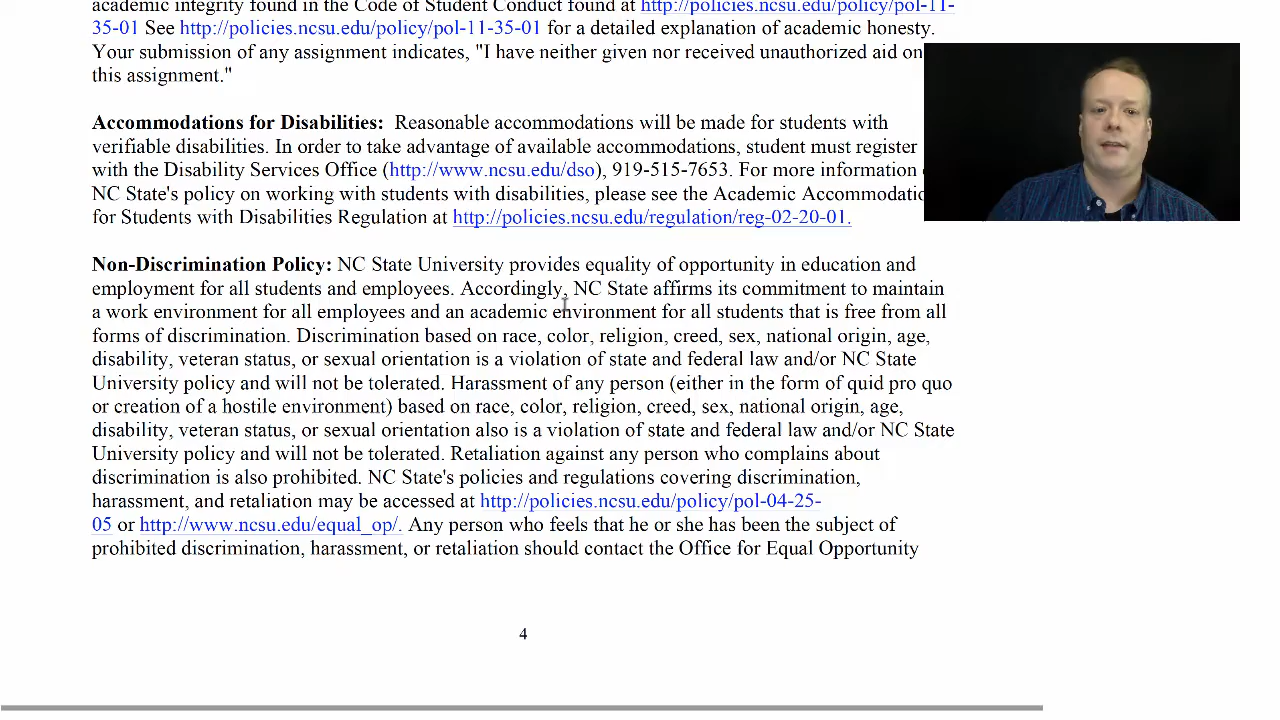 academic integrity found in the Code of Student Conduct found at http://policies.ncsu.edu/policy/pol-11-
35-01 See http://policies.ncsu.edu/policy/pol-11-35-01 for a detailed explanation of academic honesty.
Your submission of any assignment indicates, "I have neither given nor received unauthorized aid on
this assignment."
Accommodations for Disabilities: Reasonable accommodations will be made for students with
verifiable disabilities. In order to take advantage of available accommodations, student must register
with the Disability Services Office (http://www.ncsu.edu/dso), 919-515-7653. For more information
NC State's policy on working with students with disabilities, please see the Academic
for Students with Disabilities Regulation at http://policies.ncsu.edu/regulation/reg-02-20-01.
Non-Discrimination Policy: NC State University provides equality of opportunity in education and
employment for all students and employees. Accordingly, NC State affirms its commitment to maintain
a work environment for all employees and an academic environment for all students that is free from all
forms of discrimination. Discrimination based on race, color, religion, creed, sex, national origin, age,
disability, veteran status, or sexual orientation is a violation of state and federal law and/or NC State
University policy and will not be tolerated. Harassment of any person (either in the form of quid pro quo
or creation of a hostile environment) based on race, color, religion, creed, sex, national origin, age,
disability, veteran status, or sexual orientation also is a violation of state and federal law and/or NC State
University policy and will not be tolerated. Retaliation against any person who complains about
discrimination is also prohibited. NC State's policies and regulations covering discrimination,
harassment, and retaliation may be accessed at http://policies.ncsu.edu/policy/pol-04-25-
05 or http://www.ncsu.edu/equal_op/. Any person who feels that he or she has been the subject of
prohibited discrimination, harassment, or retaliation should contact the Office for Equal Opportunity
4